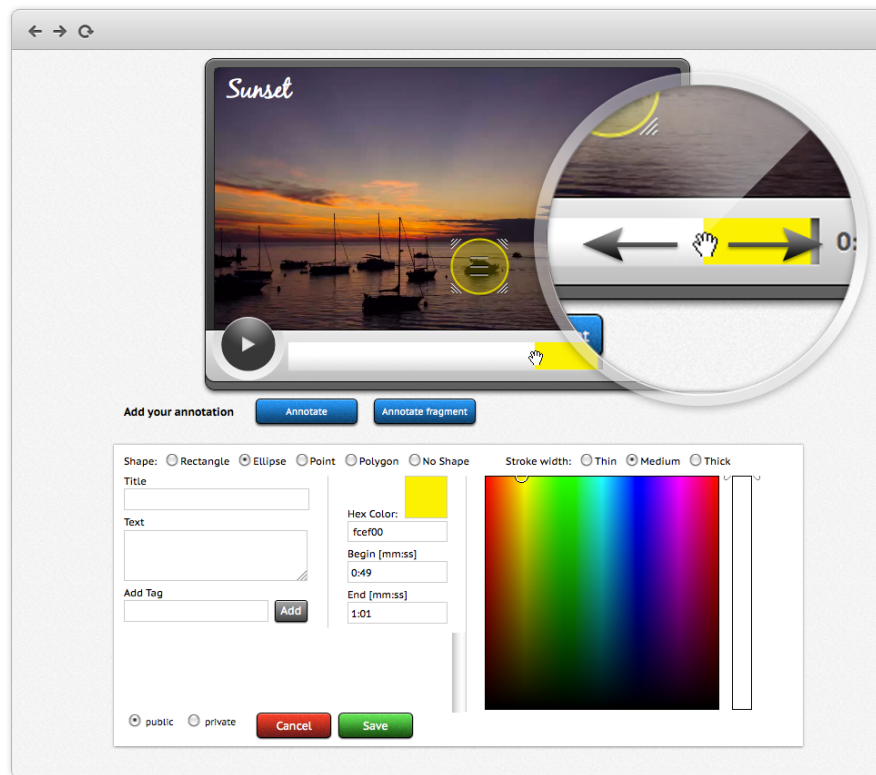 Sunset
0:
Add your annotation Annotate Annotate fragment
Shape: Rectangle Ellipse Point Polygon No Shape Stroke width: Thin Medium Thick
Title
Hex Color:
fcef00
Text
Begin [mm:ss]
0:49
Add Tag
End [mm:ss]
Add
1:01
public private Cancel Save